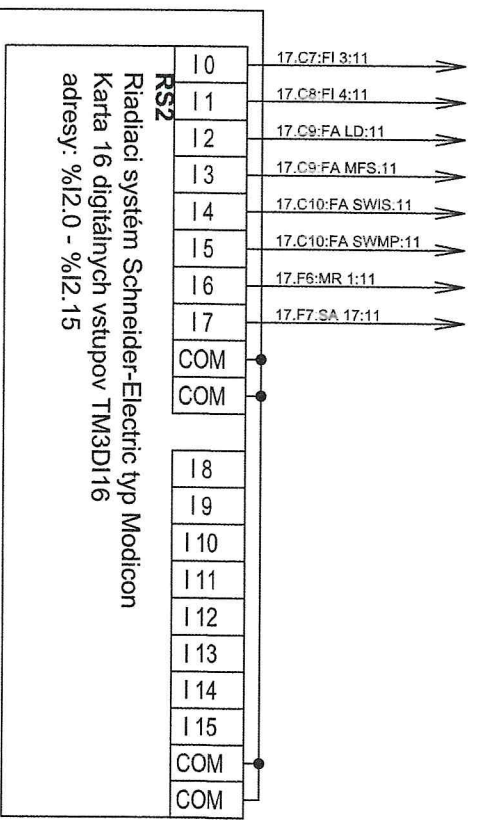 RS2
Riadiaci systém Schneider-Electric typ Modicon
Karta 16 digitálnych vstupov TM3DI16
adresy: %I2.0 - %I2.15
I 0 17.C7:FI 3:11
I 1 17.C8:FI 4:11
I 2 17.C9:FA LD:11
I 3 17.C9:FA MFS.11
I 4 17.C10:FA SWIS.11
I 5 17.C10:FA SWMP:11
I 6 17.F6:MR 1:11
I 7 17.F7:SA 17:11
COM
COM
I 8
I 9
I 10
I 11
I 12
I 13
I 14
I 15
COM
COM